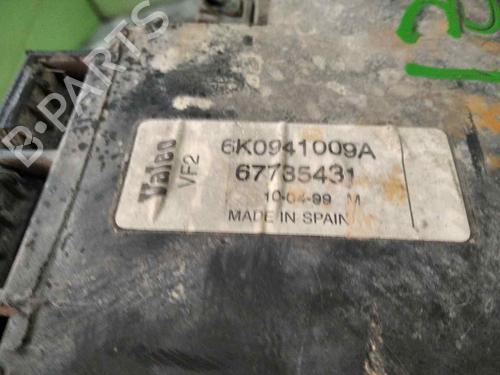 B-PARTS
Valeo
VF2
6K0941009A
67735431
10-04-99 M
MADE IN SPAIN